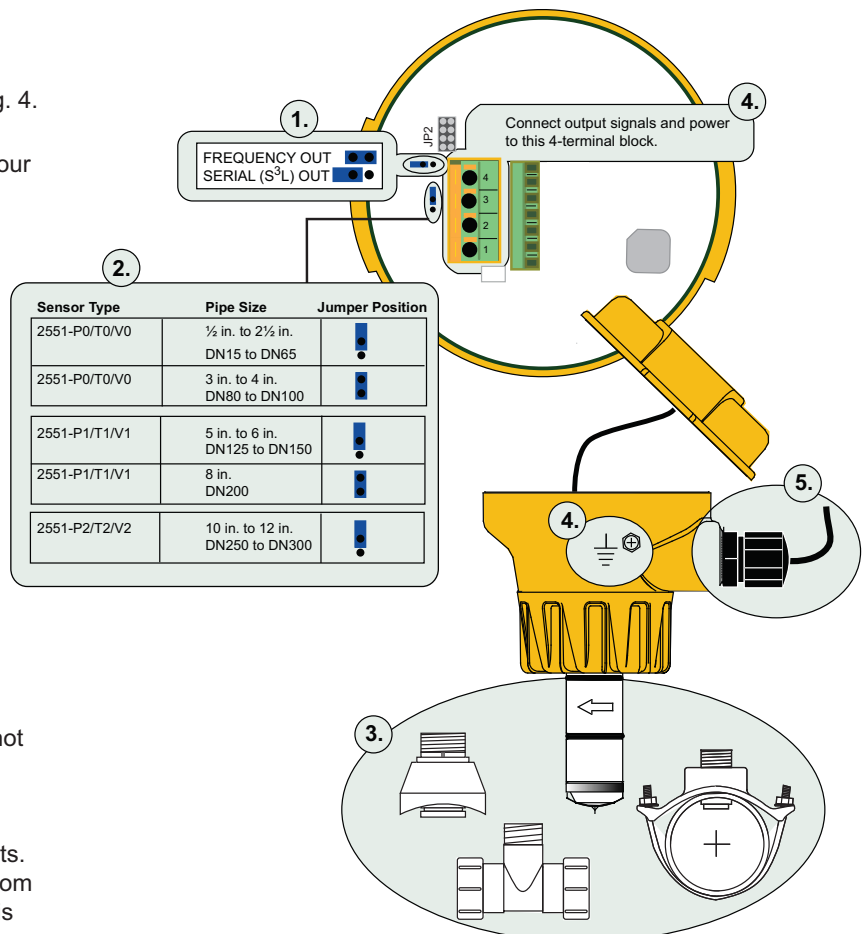 g. 4.
our
not
ts.
om
s
1.
FREQUENCY OUT
SERIAL (S³L) OUT
JP2
4.
Connect output signals and power
to this 4-terminal block.
4
3
2
1
2.
Sensor Type Pipe Size Jumper Position
2551-P0/T0/V0 ½ in. to 2½ in.
DN15 to DN65
2551-P0/T0/V0 3 in. to 4 in.
DN80 to DN100
2551-P1/T1/V1 5 in. to 6 in.
DN125 to DN150
2551-P1/T1/V1 8 in.
DN200
2551-P2/T2/V2 10 in. to 12 in.
DN250 to DN300
4.
5.
3.